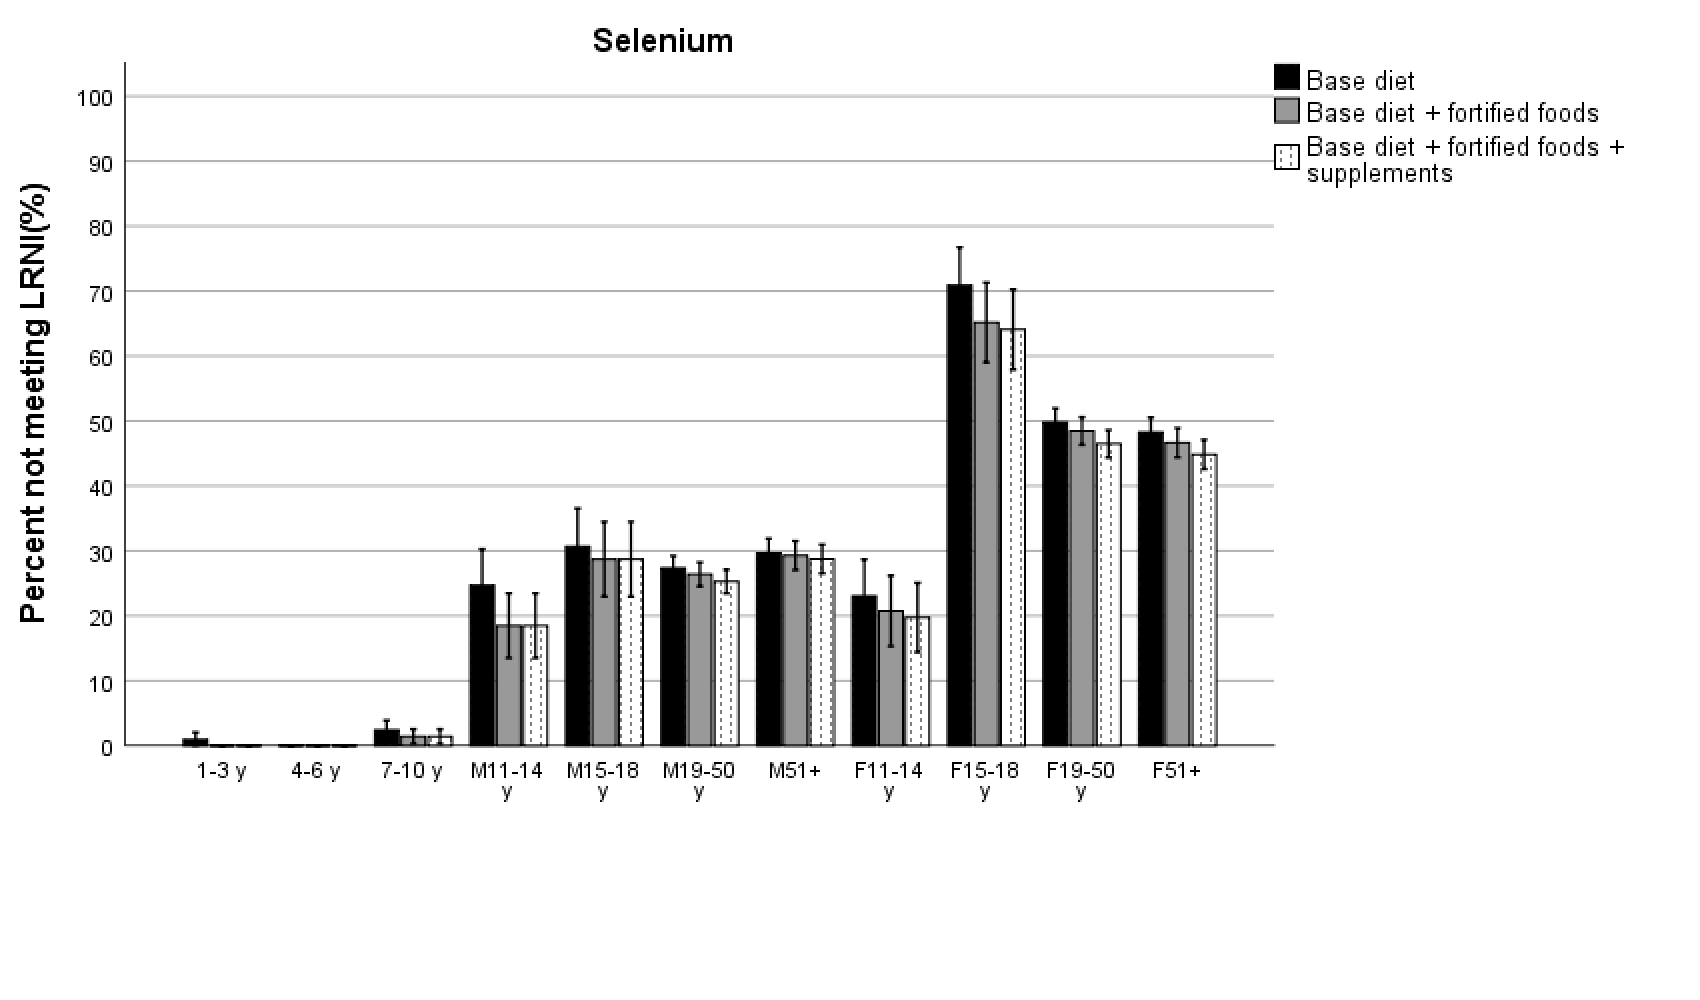 Selenium
Percent not meeting LRNI(%)
100
90
80
70
60
50
40
30
20
10
0
1-3 y
4-6 y
7-10 y
M11-14
y
M15-18
y
M19-50
y
M51+
F11-14
y
F15-18
y
F19-50
y
F51+
Base diet
Base diet + fortified foods
Base diet + fortified foods +
supplements